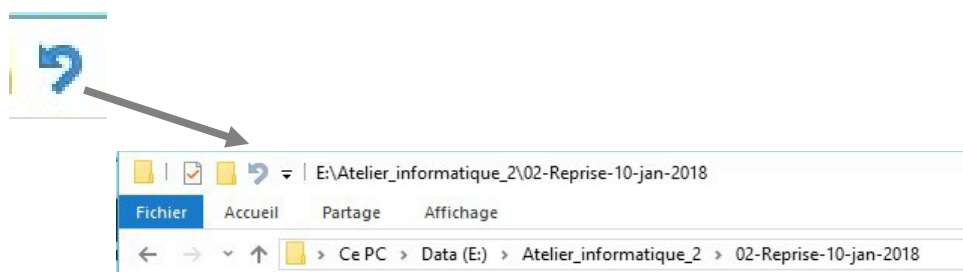 E:\Atelier_informatique_2\02-Reprise-10-jan-2018
Fichier Accueil Partage Affichage
Ce PC > Data (E:) > Atelier_informatique_2 > 02-Reprise-10-jan-2018